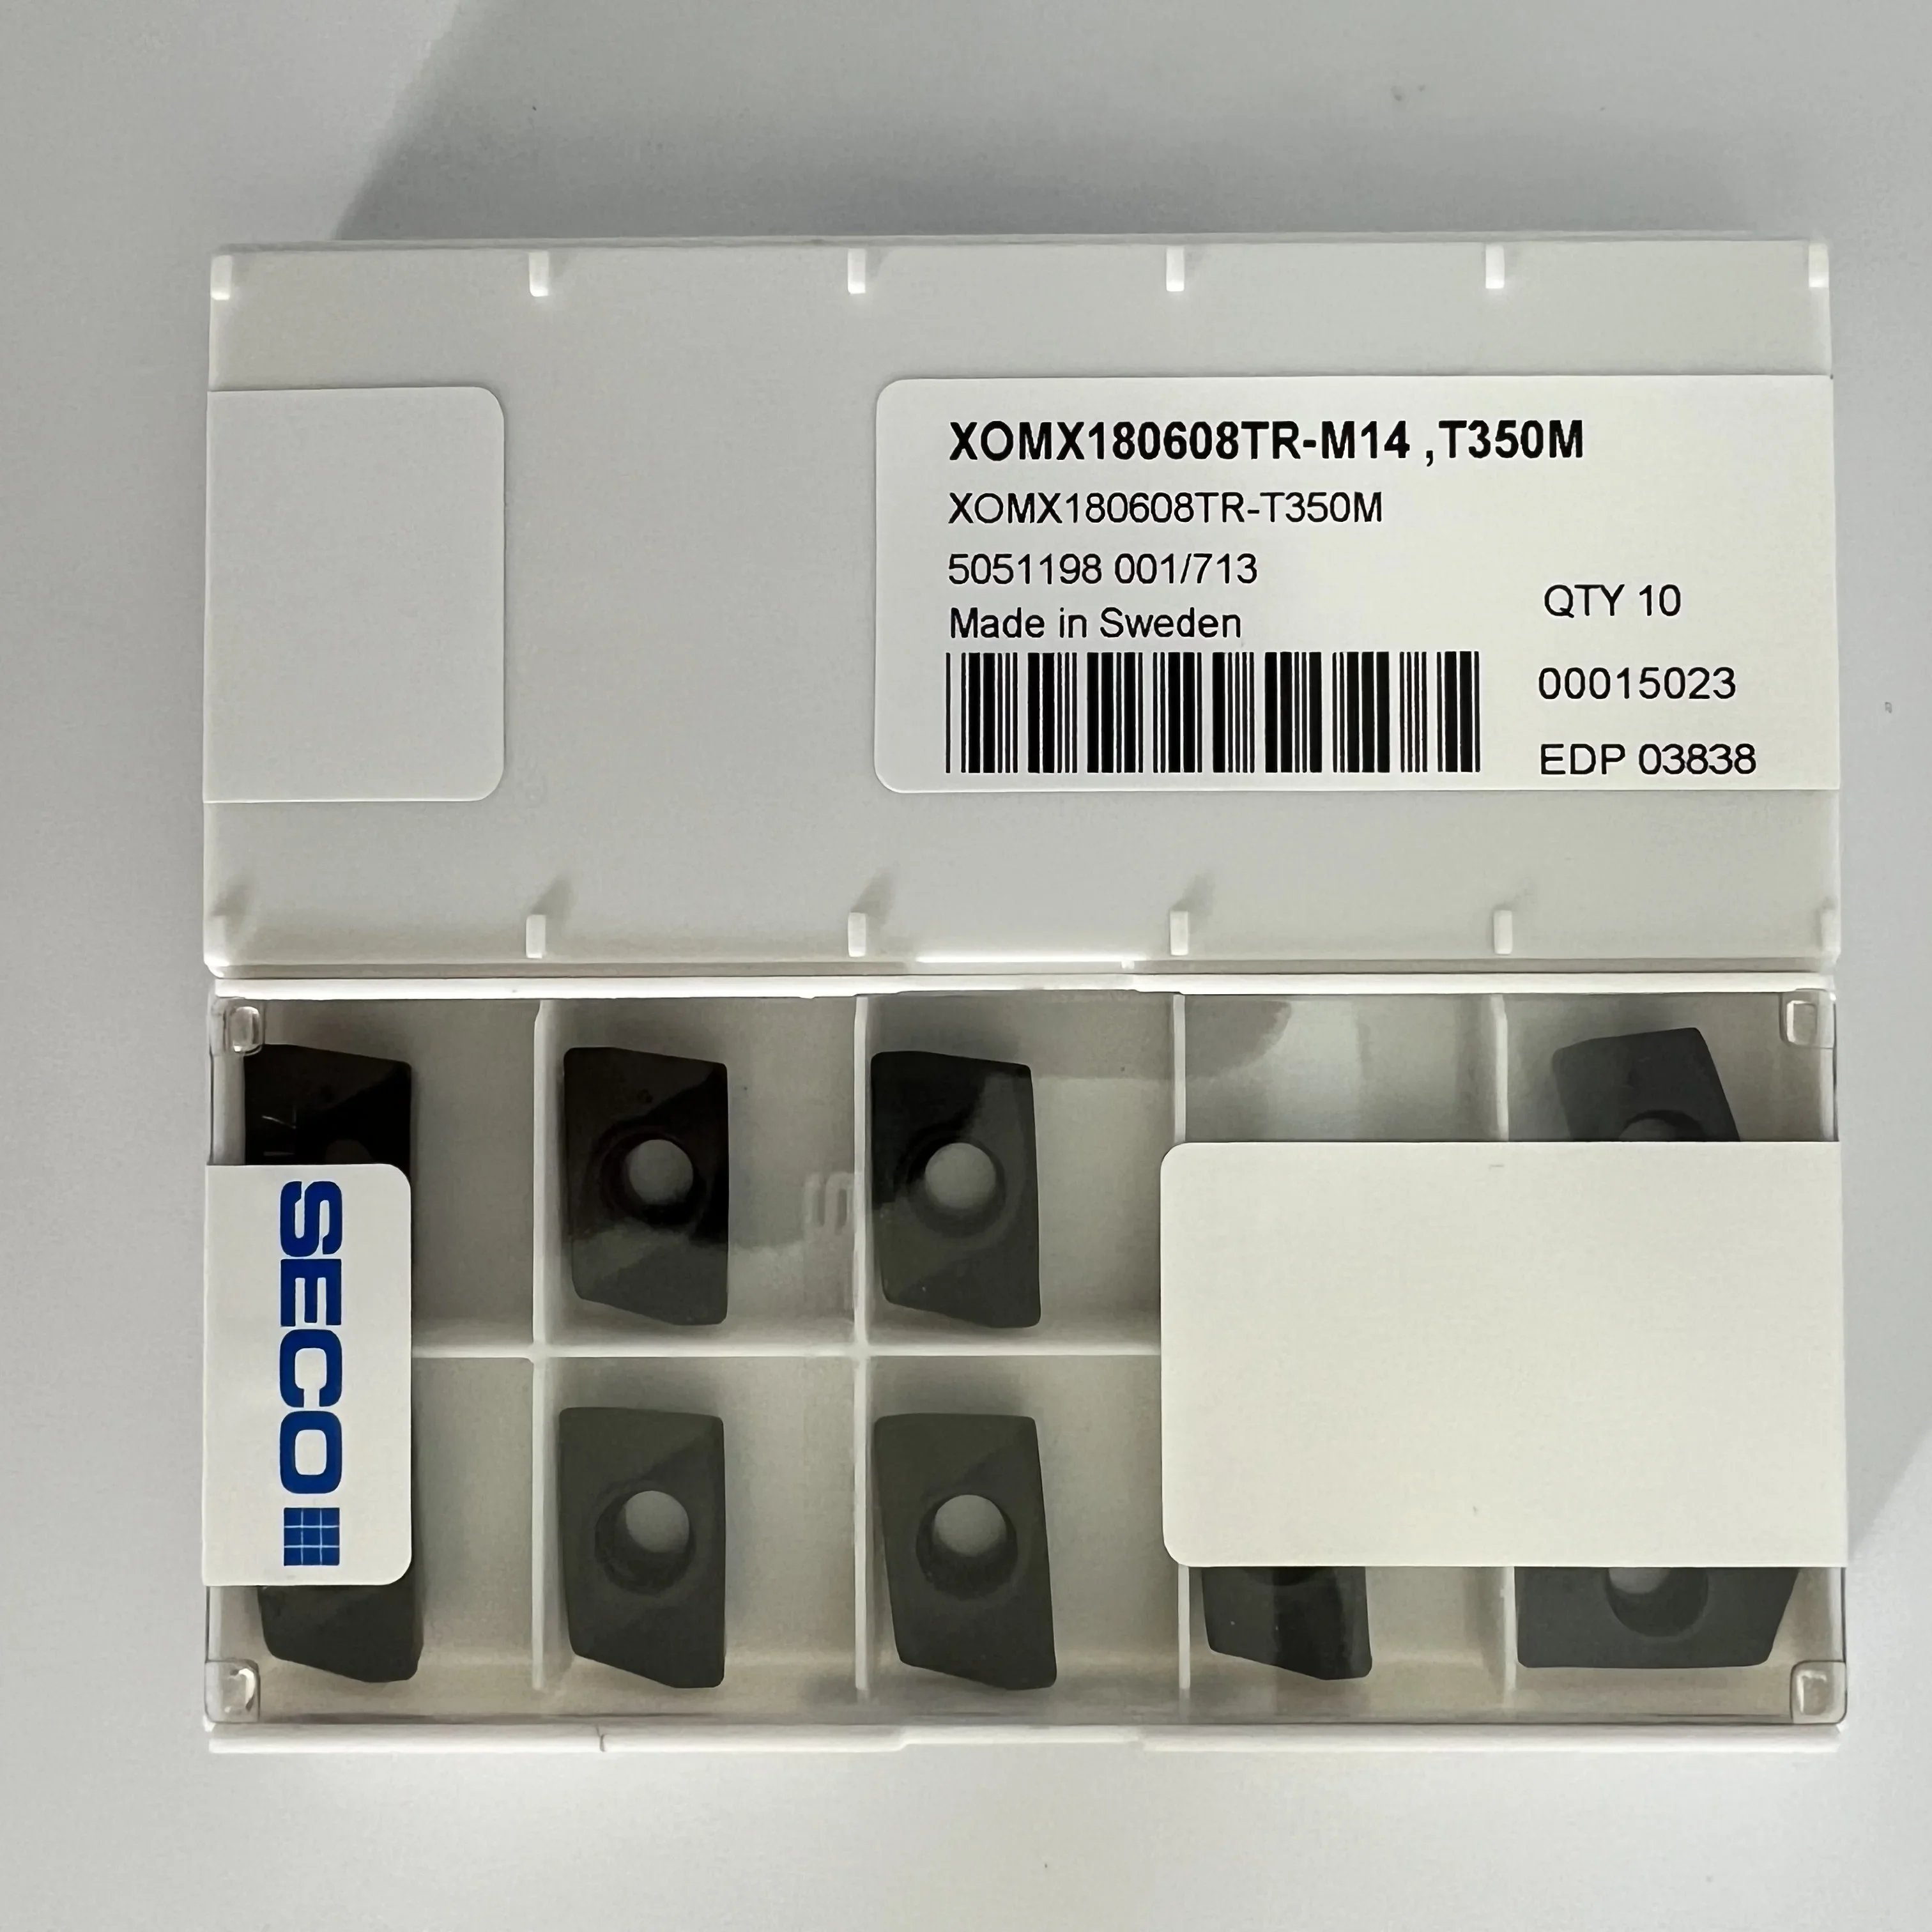 XOMX180608TR-M14 ,T350M
XOMX180608TR-T350M
5051198 001/713
Made in Sweden
QTY 10
00015023
EDP 03838
SECO